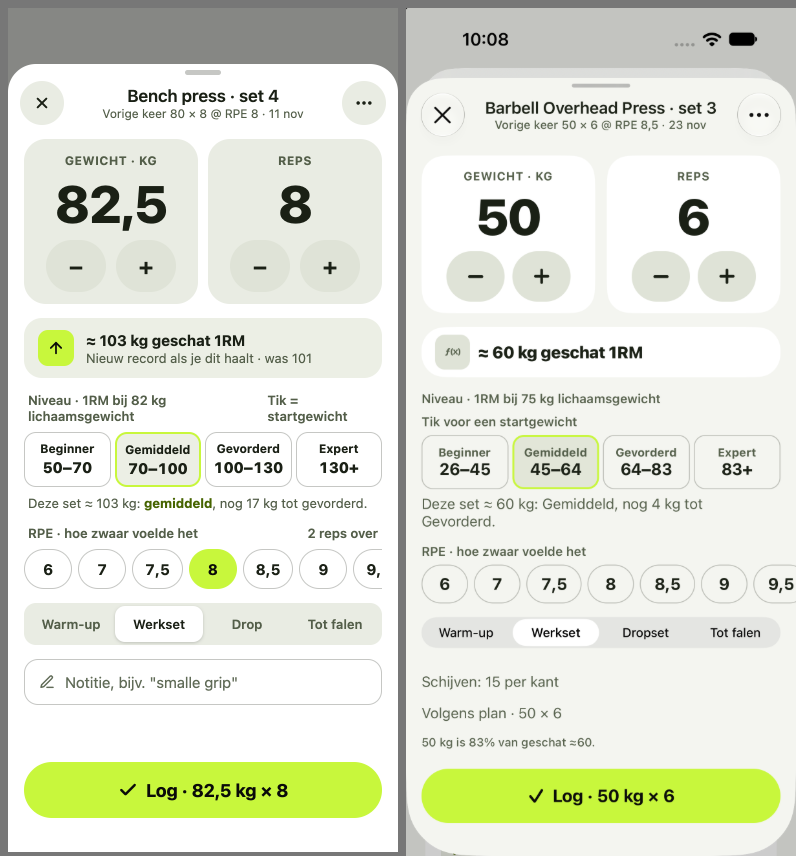 Bench press · set 4
Vorige keer 80 × 8 @ RPE 8 · 11 nov
GEWICHT · KG
REPS
82,5
8
− + − +
≈ 103 kg geschat 1RM
Nieuw record als je dit haalt · was 101
Niveau · 1RM bij 82 kg lichaamsgewicht
Tik = startgewicht
Beginner 50–70
Gemiddeld 70–100
Gevorderd 100–130
Expert 130+
Deze set ≈ 103 kg: gemiddeld, nog 17 kg tot gevorderd.
RPE · hoe zwaar voelde het
2 reps over
6 7 7,5 8 8,5 9 9,
Warm-up Werkset Drop Tot falen
Notitie, bijv. "smalle grip"
Log · 82,5 kg × 8
10:08
Barbell Overhead Press · set 3
Vorige keer 50 × 6 @ RPE 8,5 · 23 nov
GEWICHT · KG
REPS
50
6
− + − +
f(x) ≈ 60 kg geschat 1RM
Niveau · 1RM bij 75 kg lichaamsgewicht
Tik voor een startgewicht
Beginner 26–45
Gemiddeld 45–64
Gevorderd 64–83
Expert 83+
Deze set ≈ 60 kg: Gemiddeld, nog 4 kg tot
Gevorderd.
RPE · hoe zwaar voelde het
6 7 7,5 8 8,5 9 9,5
Warm-up Werkset Dropset Tot falen
Schijven: 15 per kant
Volgens plan · 50 × 6
50 kg is 83% van geschat ≈60.
Log · 50 kg × 6